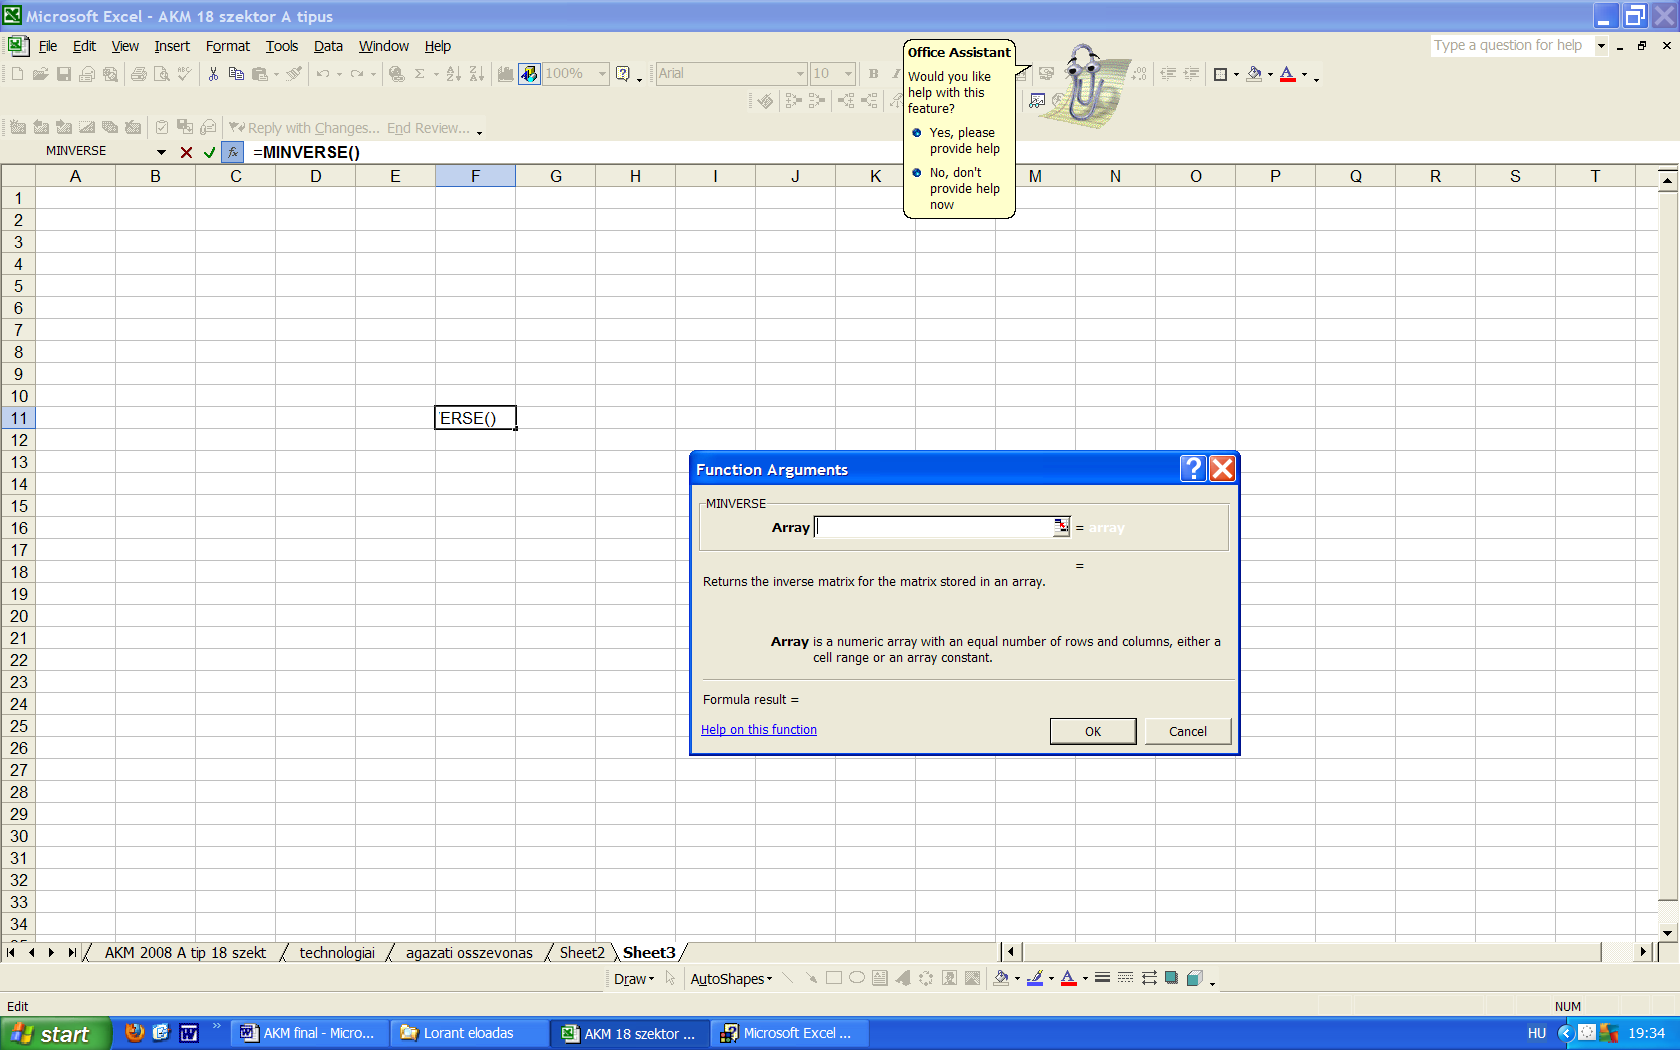 Microsoft Excel - AKM 18 szektor A tipus
File Edit View Insert Format Tools Data Window Help
Type a question for help
100%
Arial
10
B I
Reply with Changes... End Review...
MINVERSE
fx
=MINVERSE()
Office Assistant
Would you like
help with this
feature?
Yes, please
provide help
No, don't
provide help
now
A B C D E F G H I J K M N O P Q R S T
1
2
3
4
5
6
7
8
9
10
11
ERSE()
12
13
14
15
16
17
18
19
20
21
22
23
24
25
26
27
28
29
30
31
32
33
34
35
Function Arguments
MINVERSE
Array
= array
=
Returns the inverse matrix for the matrix stored in an array.
Array is a numeric array with an equal number of rows and columns, either a
cell range or an array constant.
Formula result =
Help on this function
OK
Cancel
AKM 2008 A tip 18 szekt
technologiai
agazati osszevonas
Sheet2
Sheet3
Draw
AutoShapes
Edit
NUM
start
AKM final - Micro...
Lorant eloadas
AKM 18 szektor ...
Microsoft Excel ...
HU
19:34